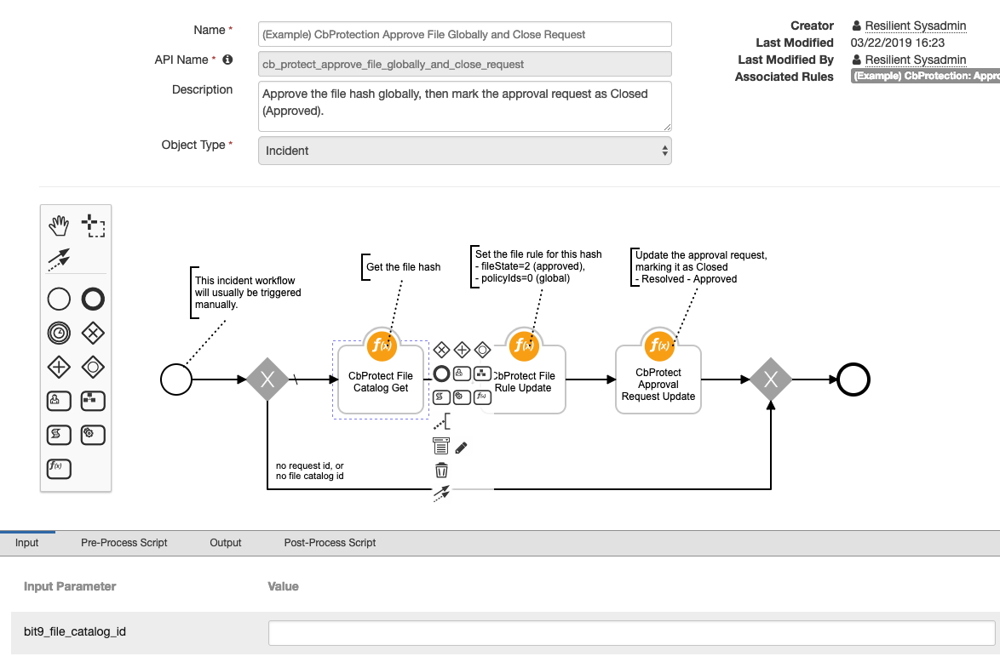 Name *
(Example) CbProtection Approve File Globally and Close Request
API Name *
cb_protect_approve_file_globally_and_close_request
Description
Approve the file hash globally, then mark the approval request as Closed
(Approved).
Object Type *
Incident
Creator Resilient Sysadmin
Last Modified 03/22/2019 16:23
Last Modified By Resilient Sysadmin
Associated Rules (Example) CbProtection: Appro
This incident workflow
will usually be triggered
manually.
Get the file hash
Set the file rule for this hash
- fileState=2 (approved),
- policyIds=0 (global)
Update the approval request,
marking it as Closed
- Resolved - Approved
X
f(x)
CbProtect File
Catalog Get
f(x)
CbProtect File
Rule Update
f(x)
CbProtect
Approval
Request Update
X
f(x)
f(x)
no request id, or
no file catalog id
Input Pre-Process Script Output Post-Process Script
Input Parameter Value
bit9_file_catalog_id